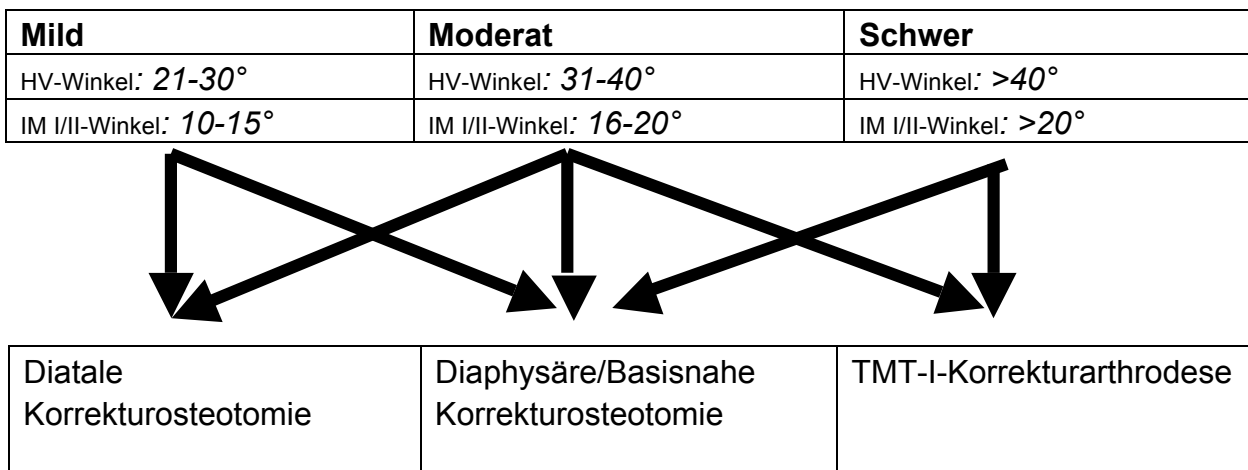 Mild Moderat Schwer
HV-Winkel: 21-30° HV-Winkel: 31-40° HV-Winkel: >40°
IM I/II-Winkel: 10-15° IM I/II-Winkel: 16-20° IM I/II-Winkel: >20°
Diatale Diaphysäre/Basisnahe TMT-I-Korrekturarthrodese
Korrekturosteotomie Korrekturosteotomie